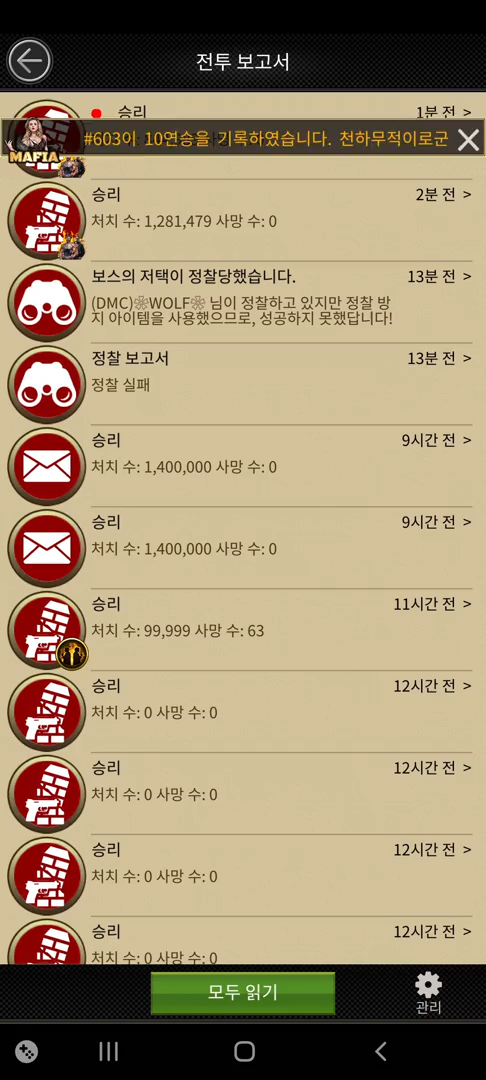 전투 보고서
승리
1분 전 >
#603이 10연승을 기록하였습니다. 천하무적이로군
MAFIA
승리
2분 전 >
처치 수: 1,281,479 사망 수: 0
보스의 저택이 정찰당했습니다.
13분 전 >
(DMC)❀WOLF❀ 님이 정찰하고 있지만 정찰 방
지 아이템을 사용했으므로, 성공하지 못했답니다!
정찰 보고서
13분 전 >
정찰 실패
승리
9시간 전 >
처치 수: 1,400,000 사망 수: 0
승리
9시간 전 >
처치 수: 1,400,000 사망 수: 0
승리
11시간 전 >
처치 수: 99,999 사망 수: 63
승리
12시간 전 >
처치 수: 0 사망 수: 0
승리
12시간 전 >
처치 수: 0 사망 수: 0
승리
12시간 전 >
처치 수: 0 사망 수: 0
승리
12시간 전 >
처치 수: 0 사망 수: 0
모두 읽기
관리